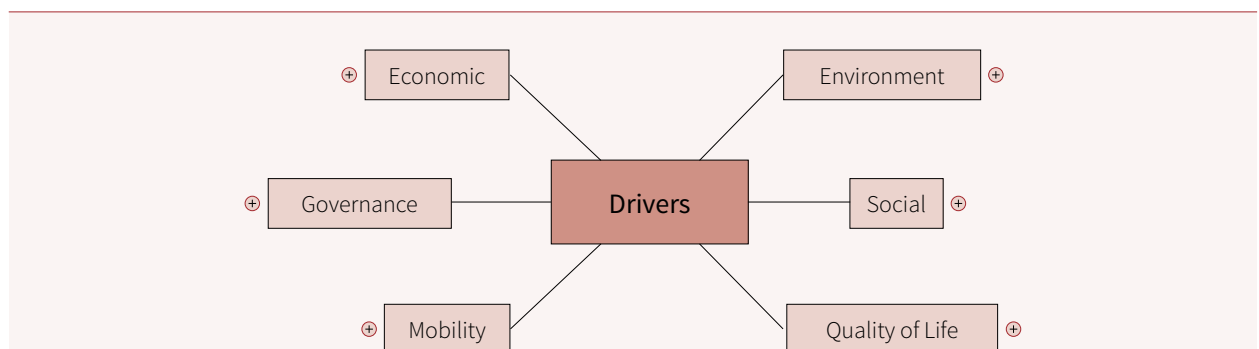 Economic
Environment
Governance
Drivers
Social
Mobility
Quality of Life